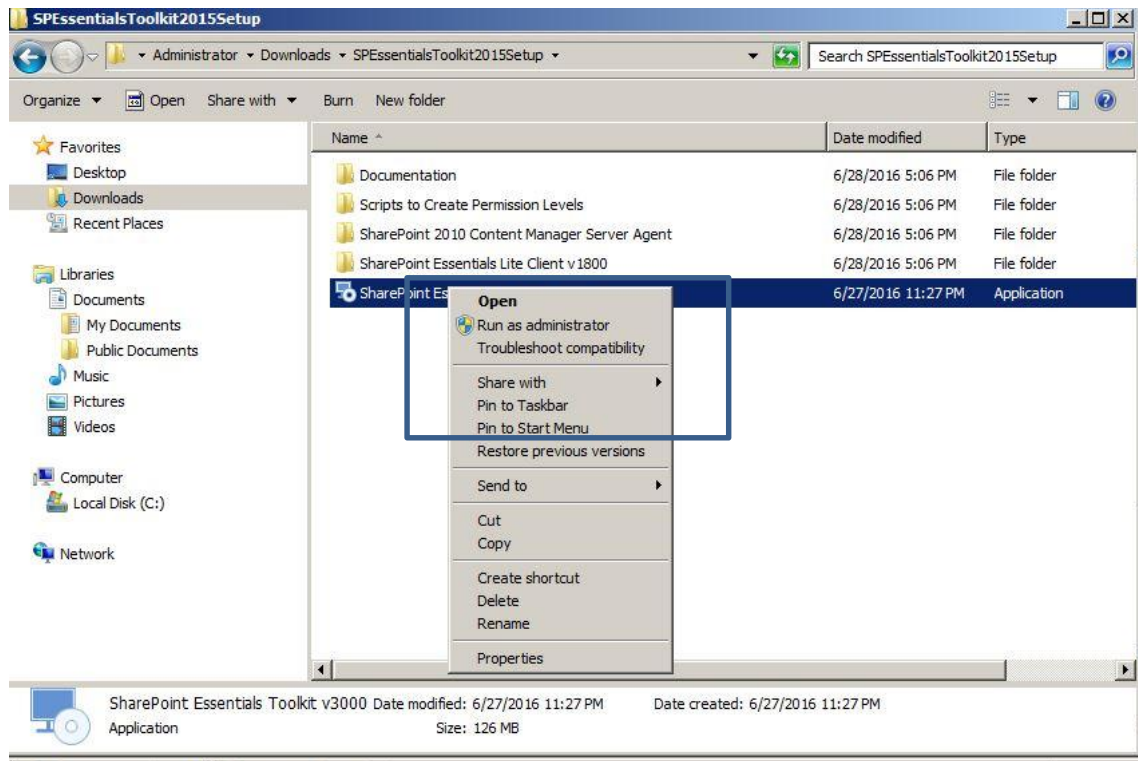 SPEssentialsToolkit2015Setup
Administrator Downloads SPEssentialsToolkit2015Setup
Search SPEssentialsToolkit2015Setup
Organize Open Share with Burn New folder
Name Date modified Type
Favorites
Desktop
Downloads
Recent Places
Libraries
Documents
My Documents
Public Documents
Music
Pictures
Videos
Computer
Local Disk (C:)
Network
Documentation 6/28/2016 5:06 PM File folder
Scripts to Create Permission Levels 6/28/2016 5:06 PM File folder
SharePoint 2010 Content Manager Server Agent 6/28/2016 5:06 PM File folder
SharePoint Essentials Lite Client v1800 6/28/2016 5:06 PM File folder
SharePoint Es 6/27/2016 11:27 PM Application
Open
Run as administrator
Troubleshoot compatibility
Share with
Pin to Taskbar
Pin to Start Menu
Restore previous versions
Send to
Cut
Copy
Create shortcut
Delete
Rename
Properties
SharePoint Essentials Toolkit v3000 Date modified: 6/27/2016 11:27 PM Date created: 6/27/2016 11:27 PM
Application Size: 126 MB